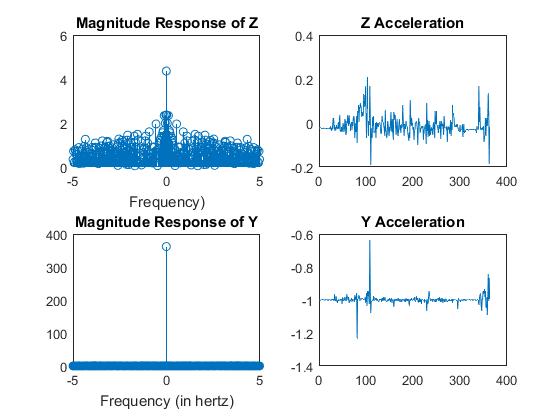 Magnitude Response of Z
6
4
2
0
-5 0 5
Frequency)
Z Acceleration
0.4
0.2
0
-0.2
0 100 200 300 400
Magnitude Response of Y
400
300
200
100
0
-5 0 5
Frequency (in hertz)
Y Acceleration
-0.6
-0.8
-1
-1.2
-1.4
0 100 200 300 400